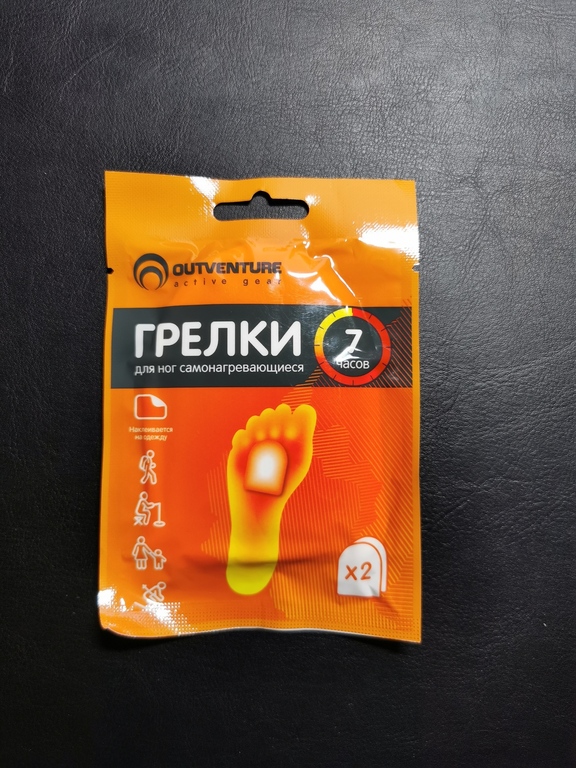 OUTVENTURE
active gear
ГРЕЛКИ
для ног самонагревающиеся
7
часов
Наклеивается
на одежду
x2